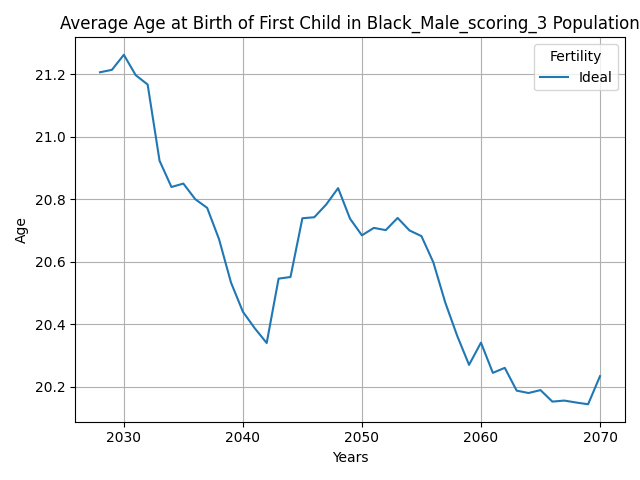 Average Age at Birth of First Child in Black_Male_scoring_3 Population
Fertility
Ideal
21.2
21.0
20.8
20.6
20.4
20.2
Age
2030 2040 2050 2060 2070
Years